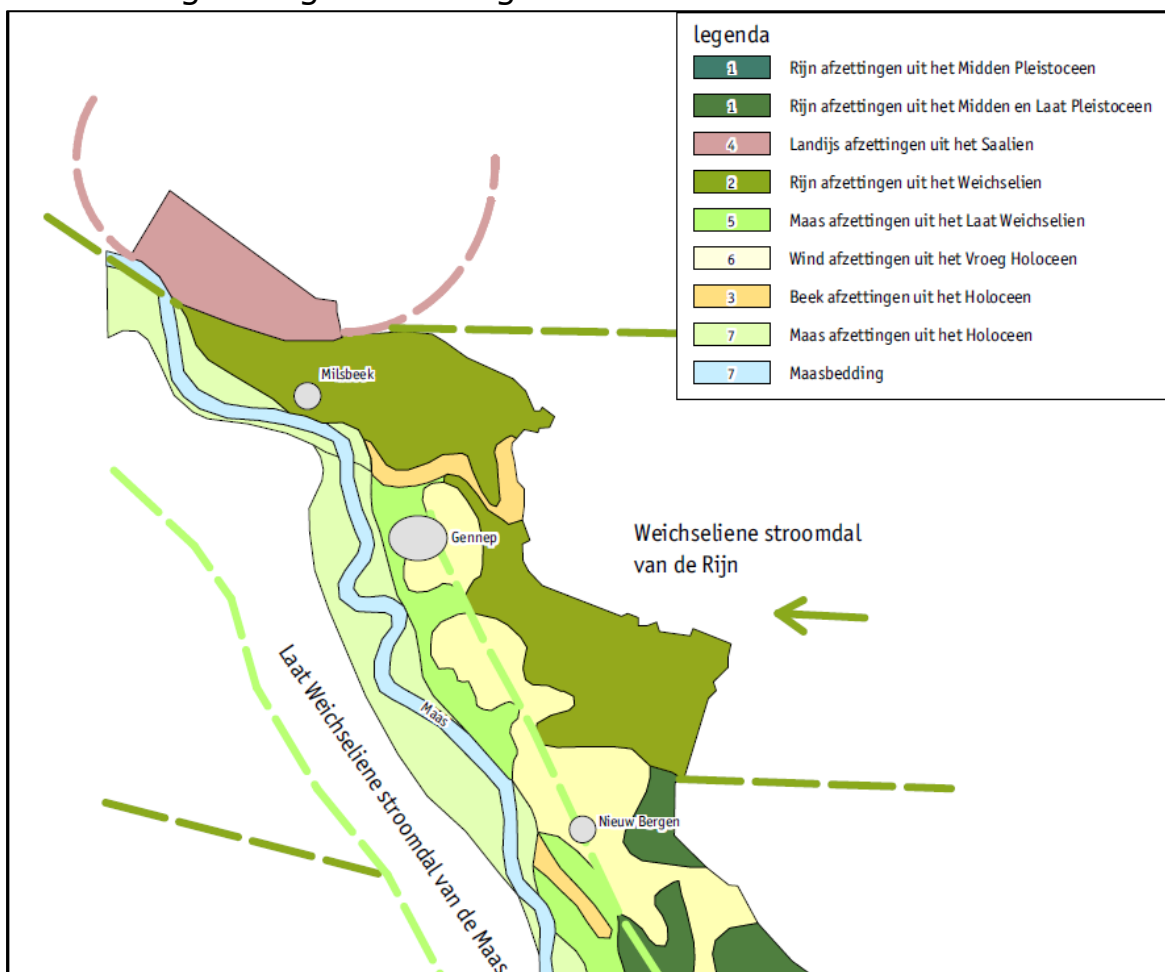 legenda
1 Rijn afzettingen uit het Midden Pleistoceen
1 Rijn afzettingen uit het Midden en Laat Pleistoceen
4 Landijs afzettingen uit het Saalien
2 Rijn afzettingen uit het Weichselien
5 Maas afzettingen uit het Laat Weichselien
6 Wind afzettingen uit het Vroeg Holoceen
3 Beek afzettingen uit het Holoceen
7 Maas afzettingen uit het Holoceen
7 Maasbedding
Milsbeek
Gennep
Weichseliene stroomdal
van de Rijn
Maas
Laat Weichseliene stroomdal van de Maas
Nieuw Bergen